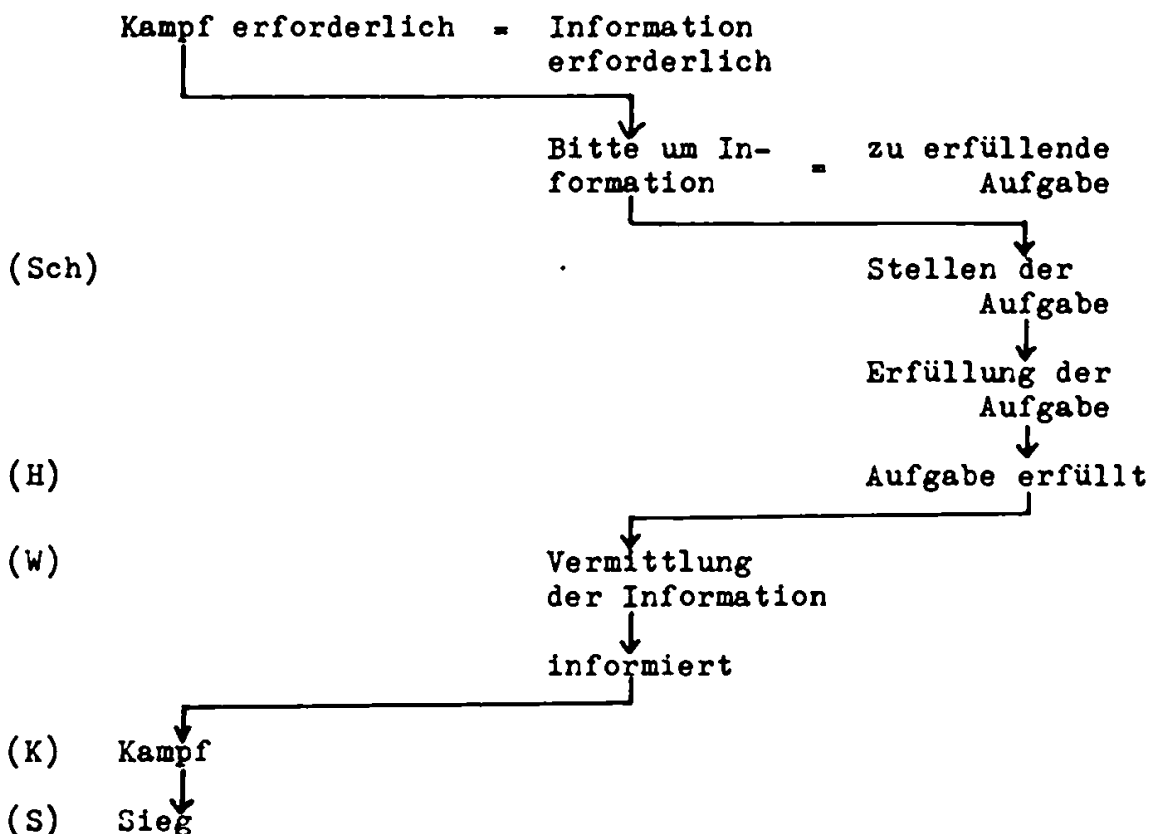 Kampf erforderlich = Information
erforderlich
Bitte um In- = zu erfüllende
formation Aufgabe
(Sch) Stellen der
Aufgabe
Erfüllung der
Aufgabe
(H) Aufgabe erfüllt
(W) Vermittlung
der Information
informiert
(K) Kampf
(S) Sieg